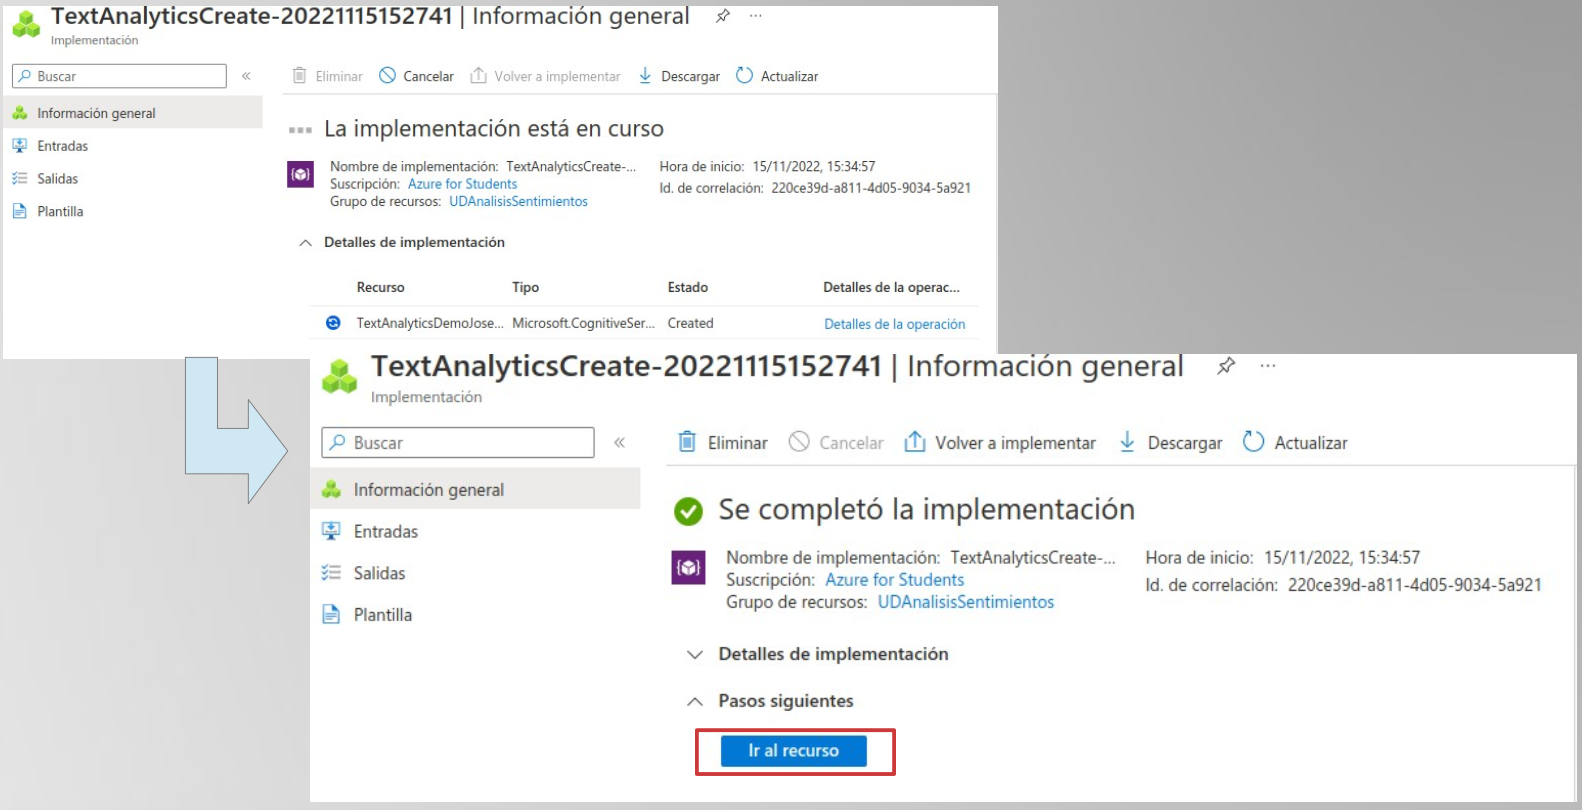 TextAnalyticsCreate-20221115152741 | Información general
Implementación
Buscar
«
Eliminar Cancelar Volver a implementar Descargar Actualizar
Información general
Entradas
Salidas
Plantilla
La implementación está en curso
Nombre de implementación: TextAnalyticsCreate-...
Suscripción: Azure for Students
Grupo de recursos: UDAnalisisSentimientos
Hora de inicio: 15/11/2022, 15:34:57
Id. de correlación: 220ce39d-a811-4d05-9034-5a921
Detalles de implementación
Recurso Tipo Estado Detalles de la operac...
TextAnalyticsDemoJose... Microsoft.CognitiveSer... Created Detalles de la operación
TextAnalyticsCreate-20221115152741 | Información general
Implementación
Buscar
«
Eliminar Cancelar Volver a implementar Descargar Actualizar
Información general
Entradas
Salidas
Plantilla
Se completó la implementación
Nombre de implementación: TextAnalyticsCreate-...
Suscripción: Azure for Students
Grupo de recursos: UDAnalisisSentimientos
Hora de inicio: 15/11/2022, 15:34:57
Id. de correlación: 220ce39d-a811-4d05-9034-5a921
Detalles de implementación
Pasos siguientes
Ir al recurso